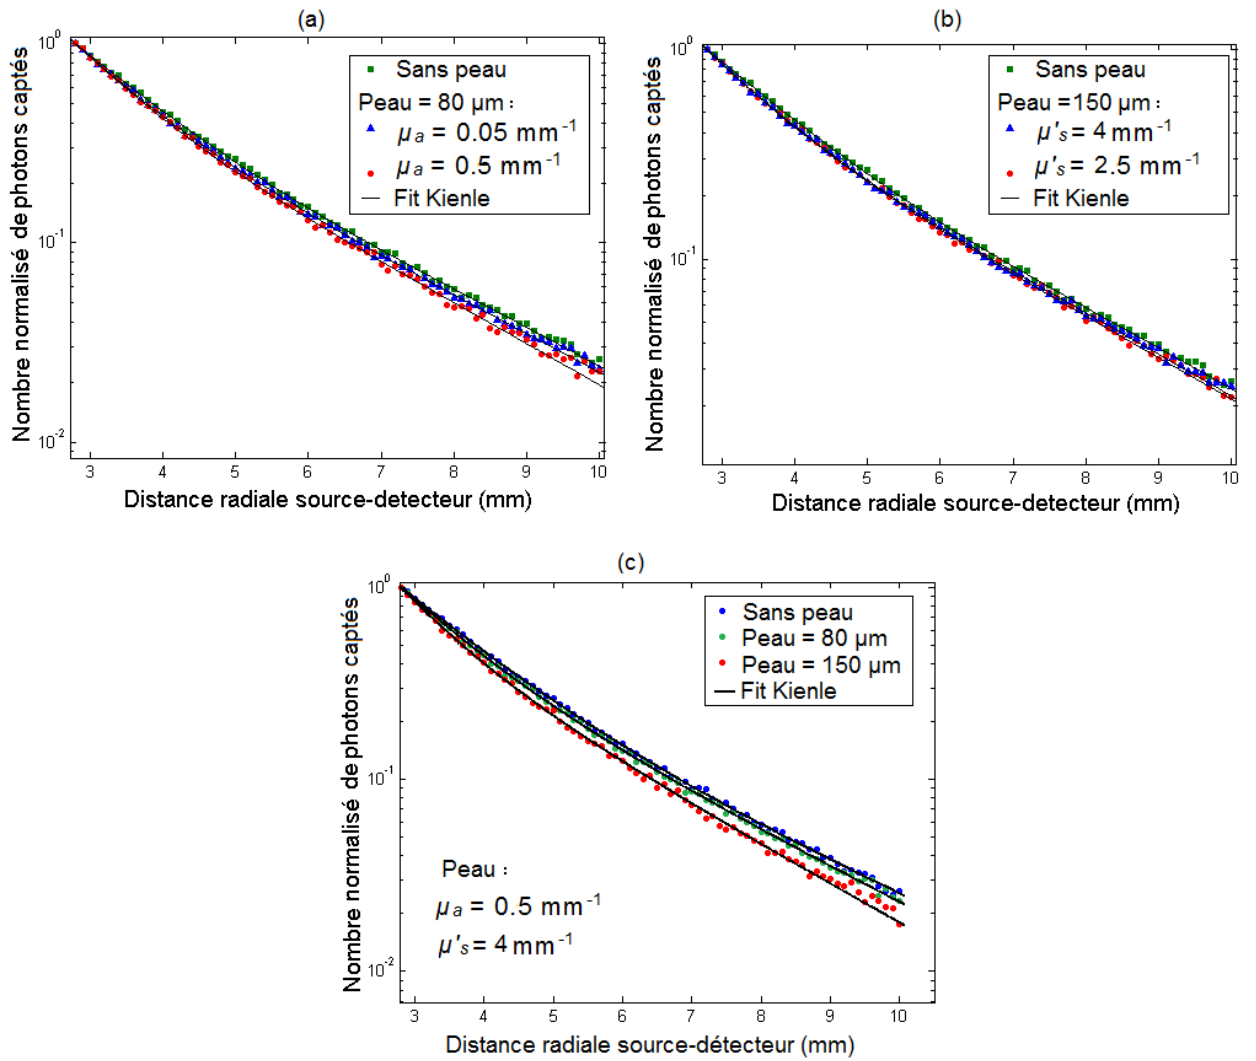 (a)
Nombre normalisé de photons captés
10⁰
10⁻¹
10⁻²
Sans peau
Peau = 80 µm :
µa = 0.05 mm⁻¹
µa = 0.5 mm⁻¹
Fit Kienle
3 4 5 6 7 8 9 10
Distance radiale source-detecteur (mm)
(b)
Nombre normalisé de photons captés
10⁰
10⁻¹
Sans peau
Peau =150 µm :
µ's = 4 mm⁻¹
µ's = 2.5 mm⁻¹
Fit Kienle
3 4 5 6 7 8 9 10
Distance radiale source-detecteur (mm)
(c)
Nombre normalisé de photons captés
10⁰
10⁻¹
10⁻²
Sans peau
Peau = 80 µm
Peau = 150 µm
Fit Kienle
Peau :
µa = 0.5 mm⁻¹
µ's = 4 mm⁻¹
3 4 5 6 7 8 9 10
Distance radiale source-détecteur (mm)